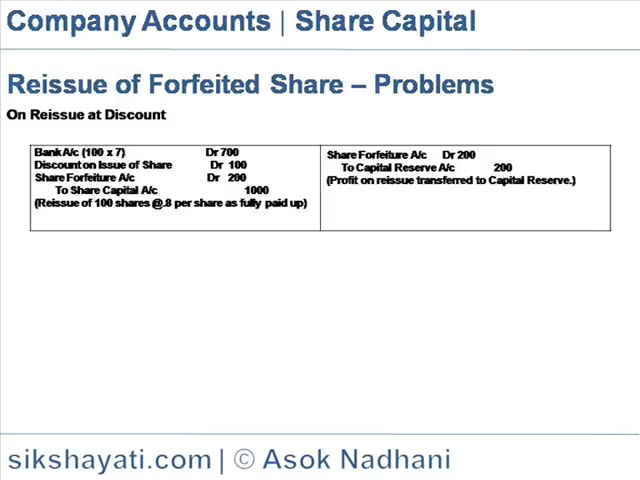 Company Accounts | Share Capital
Reissue of Forfeited Share – Problems
On Reissue at Discount
Bank A/c (100 x 7) Dr 700
Discount on Issue of Share Dr 100
Share Forfeiture A/c Dr 200
To Share Capital A/c 1000
(Reissue of 100 shares @.8 per share as fully paid up)
Share Forfeiture A/c Dr 200
To Capital Reserve A/c 200
(Profit on reissue transferred to Capital Reserve.)
sikshayati.com | © Asok Nadhani